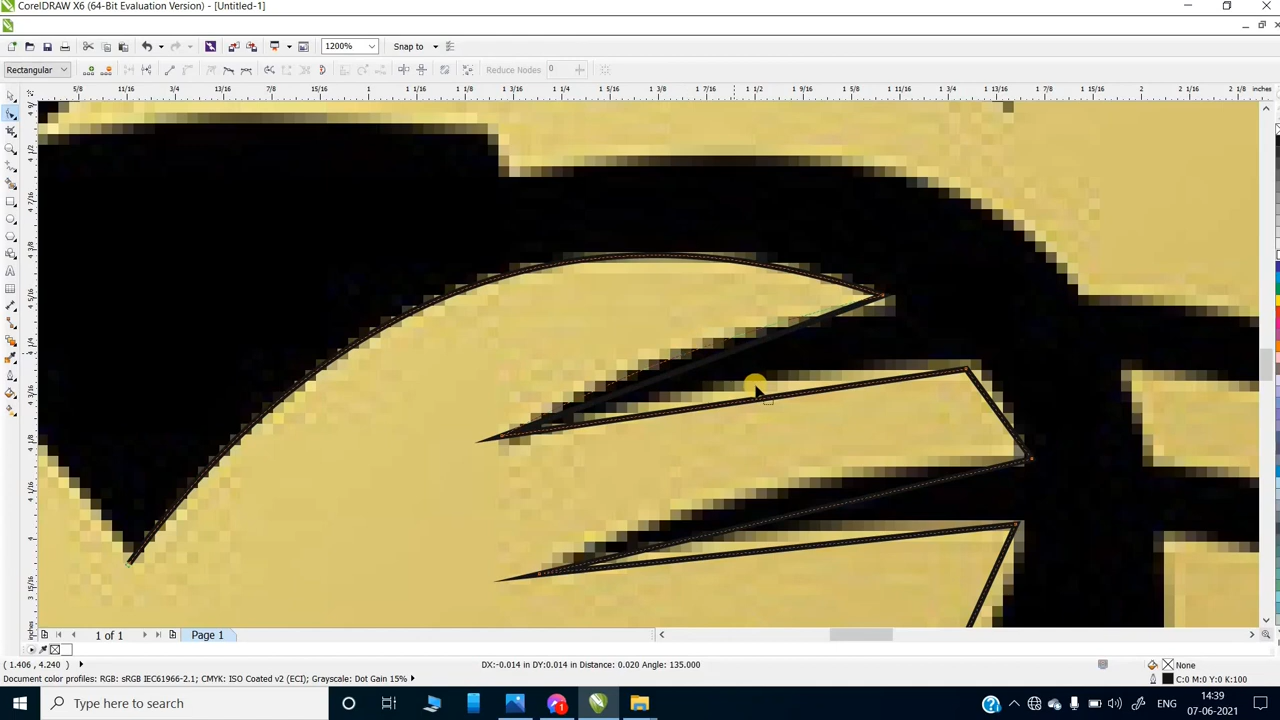 CorelDRAW X6 (64-Bit Evaluation Version) - [Untitled-1]
1200%
Snap to
Rectangular
Reduce Nodes
0
5/8 11/16 3/4 13/16 7/8 15/16 1 1 1/16 1 1/8 1 3/16 1 1/4 1 5/16 1 3/8 1 7/16 1 1/2 1 9/16 1 5/8 1 11/16 1 3/4 1 7/8 1 15/16 2 2 1/16 2 1/8 inches
1 of 1
Page 1
(1.406 , 4.240)
DX:-0.014 in DY:0.014 in Distance: 0.020 Angle: 135.000
None
Document color profiles: RGB: sRGB IEC61966-2.1; CMYK: ISO Coated v2 (ECI); Grayscale: Dot Gain 15%
C:0 M:0 Y:0 K:100
Type here to search
1
ENG
14:39
07-06-2021